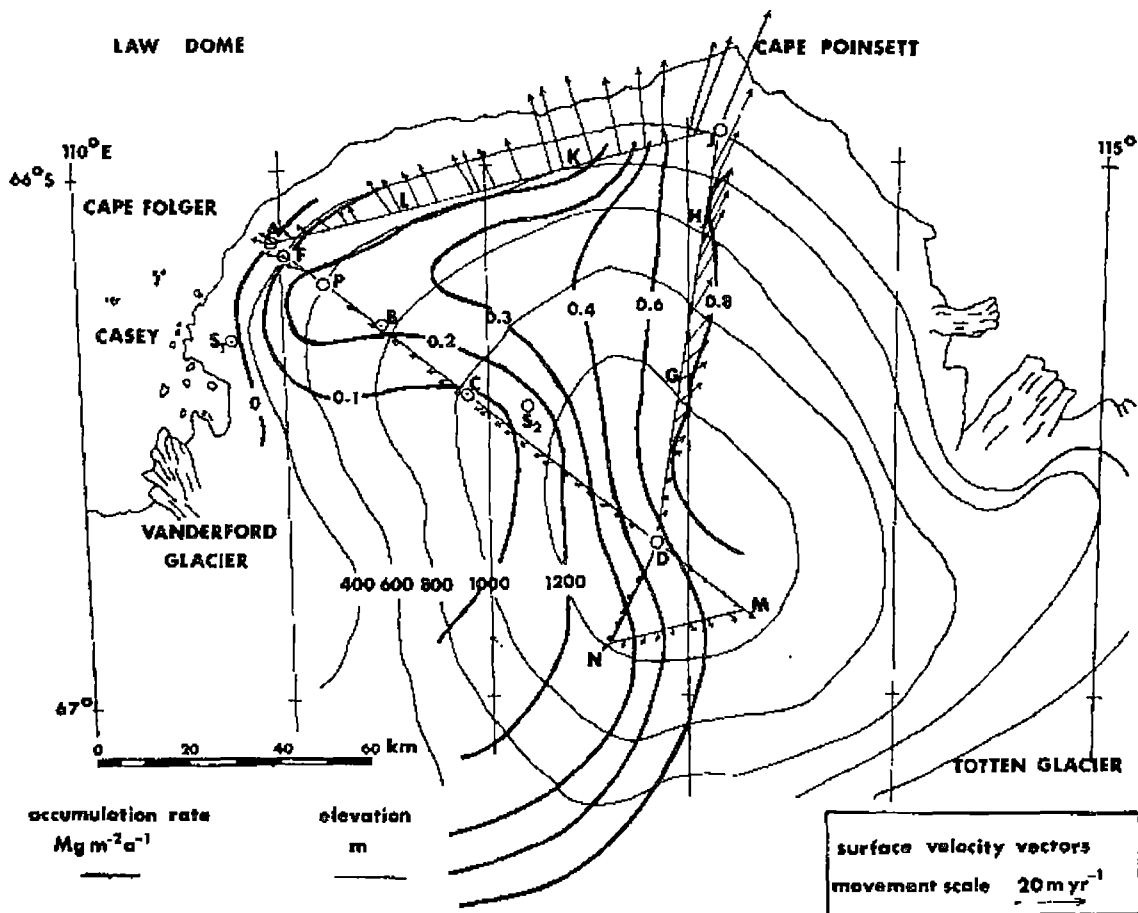 LAW DOME
CAPE POINSETT
110°E
115°
66°S
J
K
CAPE FOLGER
L
H
A
F
P
0.3
0.4
0.6
0.8
B
CASEY
S1
0.2
G
C
0
0.1
S2
VANDERFORD
GLACIER
D
400 600 800 1000 1200
M
N
67°
0 20 40 60 km
TOTTEN GLACIER
accumulation rate
Mg m⁻²a⁻¹
elevation
m
surface velocity vectors
movement scale 20 m yr⁻¹